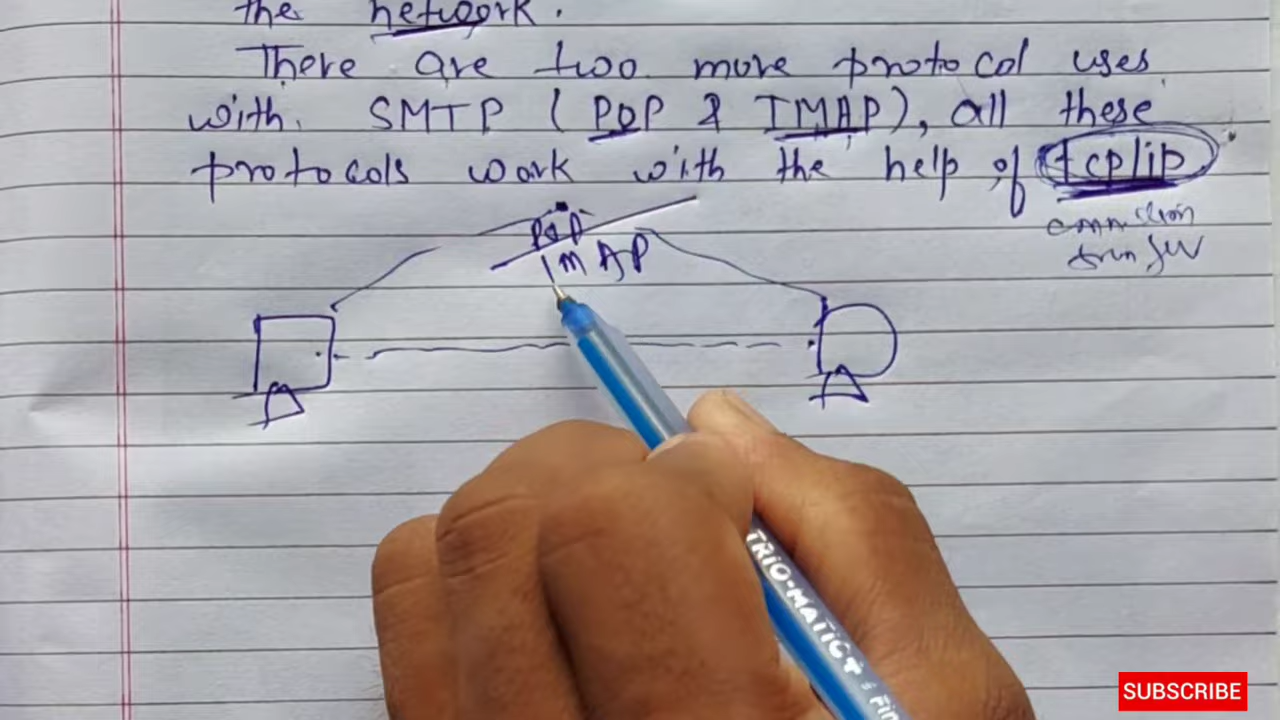 the network.
There are two more protocol uses
with. SMTP ( POP & IMAP), all these
protocols work with the help of tcp/ip
POP
IMAP
TRIO-MATIC
SUBSCRIBE